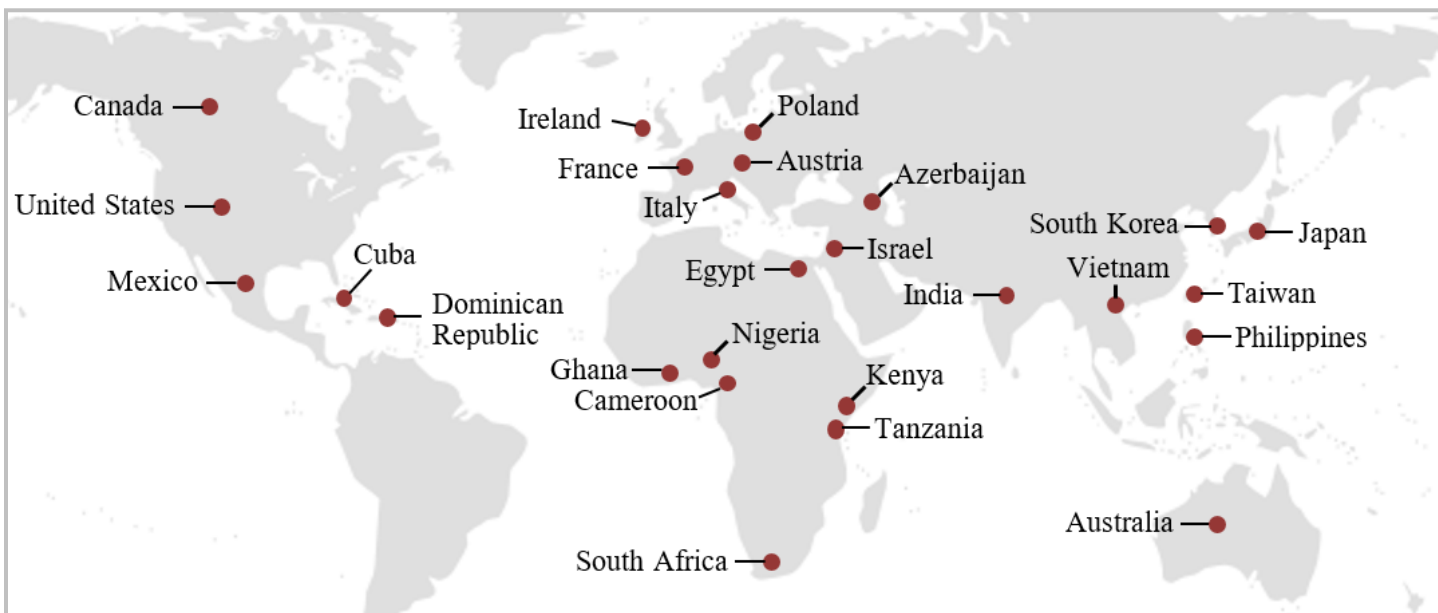 Canada
Ireland
Poland
France
Austria
Azerbaijan
United States
Italy
South Korea
Japan
Cuba
Israel
Mexico
Egypt
Vietnam
India
Taiwan
Dominican
Republic
Nigeria
Philippines
Ghana
Kenya
Cameroon
Tanzania
Australia
South Africa